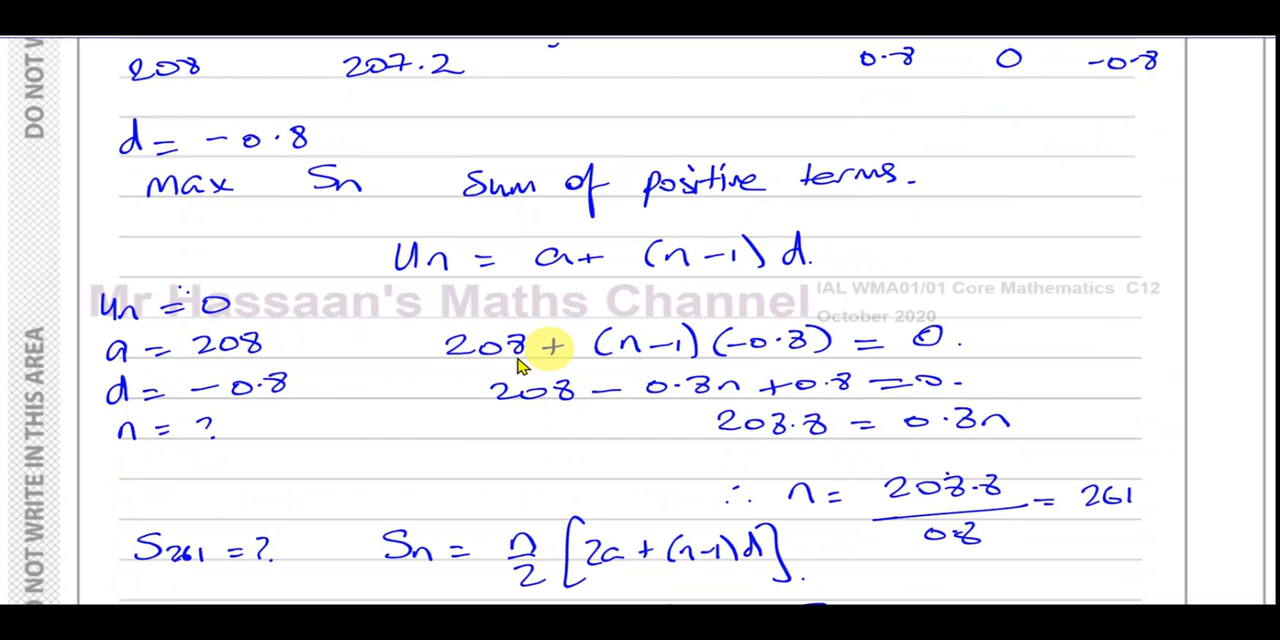 208 207.2 0.8 0 -0.8
d = -0.8
max Sn sum of positive terms.
Un = a+ (n-1) d.
Mr Hassaan's Maths Channel
IAL WMA01/01 Core Mathematics C12
October 2020
Un = 0
a = 208 208 + (n-1)(-0.8) = 0.
d = -0.8 208 - 0.8n + 0.8 = 0.
n = ? 208.8 = 0.8n
∴ n = 208.8/0.8 = 261
S261 = ? Sn = n/2 [2a + (n-1)d].
DO NOT W
NOT WRITE IN THIS AREA